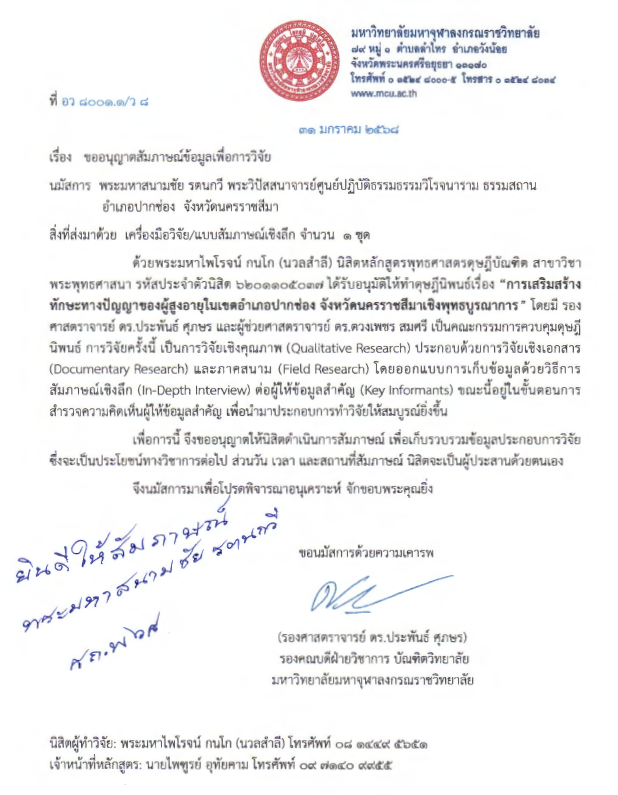 มหาวิทยาลัยมหาจุฬาลงกรณราชวิทยาลัย
๗๙ หมู่ ๑ ตำบลลำไทร อำเภอวังน้อย
จังหวัดพระนครศรีอยุธยา ๑๓๑๗๐
โทรศัพท์ ๐ ๓๕๒๔ ๘๐๐๐-๕ โทรสาร ๐ ๓๕๒๔ ๘๐๓๔
www.mcu.ac.th
ที่ อว ๘๐๐๑.๑/ว ๘
๓๑ มกราคม ๒๕๖๘
เรื่อง ขออนุญาตสัมภาษณ์ข้อมูลเพื่อการวิจัย
นมัสการ พระมหาสนามชัย รตนกวี พระวิปัสสนาจารย์ศูนย์ปฏิบัติธรรมธรรมวิโรจนาราม ธรรมสถาน
อำเภอปากช่อง จังหวัดนครราชสีมา
สิ่งที่ส่งมาด้วย เครื่องมือวิจัย/แบบสัมภาษณ์เชิงลึก จำนวน ๑ ชุด
ด้วยพระมหาไพโรจน์ กนโก (นวลสำลี) นิสิตหลักสูตรพุทธศาสตรดุษฎีบัณฑิต สาขาวิชา
พระพุทธศาสนา รหัสประจำตัวนิสิต ๖๒๐๑๑๐๕๐๓๗ ได้รับอนุมัติให้ทำดุษฎีนิพนธ์เรื่อง "การเสริมสร้าง
ทักษะทางปัญญาของผู้สูงอายุในเขตอำเภอปากช่อง จังหวัดนครราชสีมาเชิงพุทธบูรณาการ" โดยมี รอง
ศาสตราจารย์ ดร.ประพันธ์ ศุภษร และผู้ช่วยศาสตราจารย์ ดร.ดวงเพชร สมศรี เป็นคณะกรรมการควบคุมดุษฎี
นิพนธ์ การวิจัยครั้งนี้ เป็นการวิจัยเชิงคุณภาพ (Qualitative Research) ประกอบด้วยการวิจัยเชิงเอกสาร
(Documentary Research) และภาคสนาม (Field Research) โดยออกแบบการเก็บข้อมูลด้วยวิธีการ
สัมภาษณ์เชิงลึก (In-Depth Interview) ต่อผู้ให้ข้อมูลสำคัญ (Key Informants) ขณะนี้อยู่ในขั้นตอนการ
สำรวจความคิดเห็นผู้ให้ข้อมูลสำคัญ เพื่อนำมาประกอบการทำวิจัยให้สมบูรณ์ยิ่งขึ้น
เพื่อการนี้ จึงขออนุญาตให้นิสิตดำเนินการสัมภาษณ์ เพื่อเก็บรวบรวมข้อมูลประกอบการวิจัย
ซึ่งจะเป็นประโยชน์ทางวิชาการต่อไป ส่วนวัน เวลา และสถานที่สัมภาษณ์ นิสิตจะเป็นผู้ประสานด้วยตนเอง
จึงนมัสการมาเพื่อโปรดพิจารณาอนุเคราะห์ จักขอบพระคุณยิ่ง
ยินดีให้สัมภาษณ์
พระมหาสนามชัย รตนกวี
ขอนมัสการด้วยความเคารพ
(รองศาสตราจารย์ ดร.ประพันธ์ ศุภษร)
รองคณบดีฝ่ายวิชาการ บัณฑิตวิทยาลัย
มหาวิทยาลัยมหาจุฬาลงกรณราชวิทยาลัย
นิสิตผู้ทำวิจัย: พระมหาไพโรจน์ กนโก (นวลสำลี) โทรศัพท์ ๐๘ ๑๔๔๙ ๕๖๕๑
เจ้าหน้าที่หลักสูตร: นายไพฑูรย์ อุทัยคาม โทรศัพท์ ๐๙ ๗๑๔๐ ๙๙๕๕